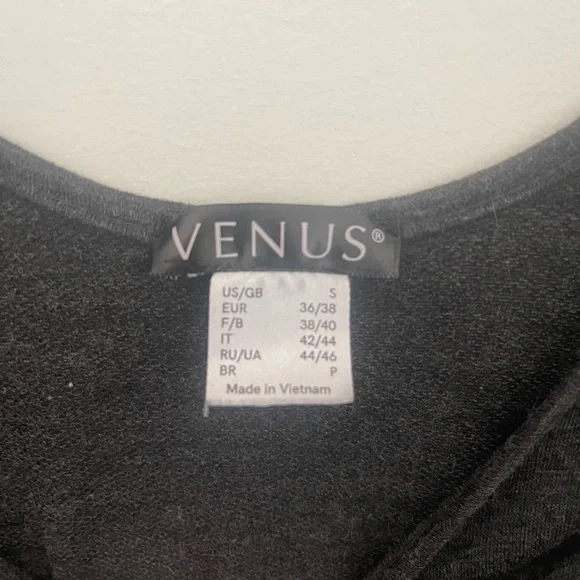 VENUS®
US/GB S
EUR 36/38
F/B 38/40
IT 42/44
RU/UA 44/46
BR P
Made in Vietnam